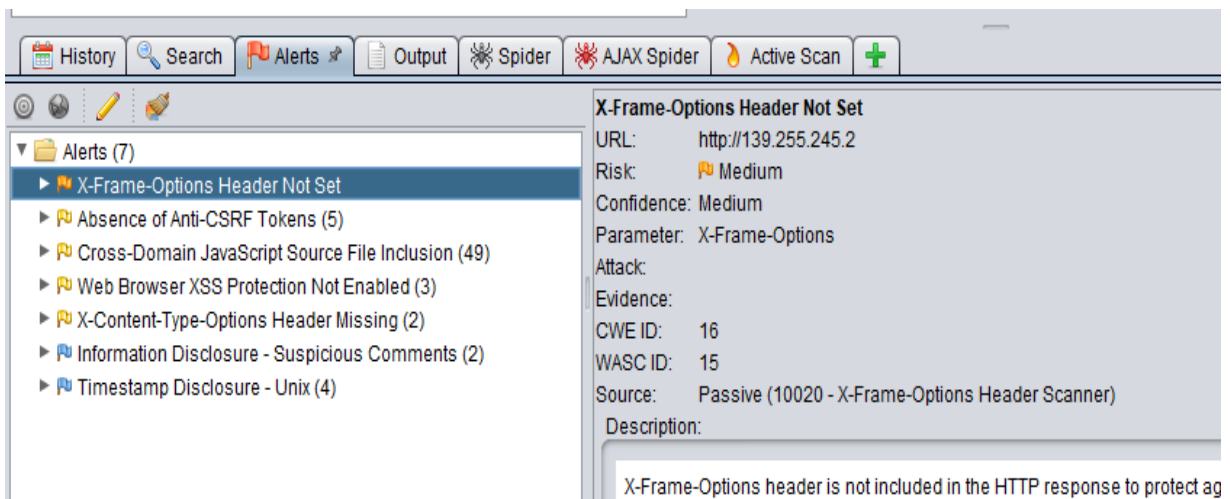 History Search Alerts Output Spider AJAX Spider Active Scan
Alerts (7)
X-Frame-Options Header Not Set
Absence of Anti-CSRF Tokens (5)
Cross-Domain JavaScript Source File Inclusion (49)
Web Browser XSS Protection Not Enabled (3)
X-Content-Type-Options Header Missing (2)
Information Disclosure - Suspicious Comments (2)
Timestamp Disclosure - Unix (4)
X-Frame-Options Header Not Set
URL: http://139.255.245.2
Risk: Medium
Confidence: Medium
Parameter: X-Frame-Options
Attack:
Evidence:
CWE ID: 16
WASC ID: 15
Source: Passive (10020 - X-Frame-Options Header Scanner)
Description:
X-Frame-Options header is not included in the HTTP response to protect ag